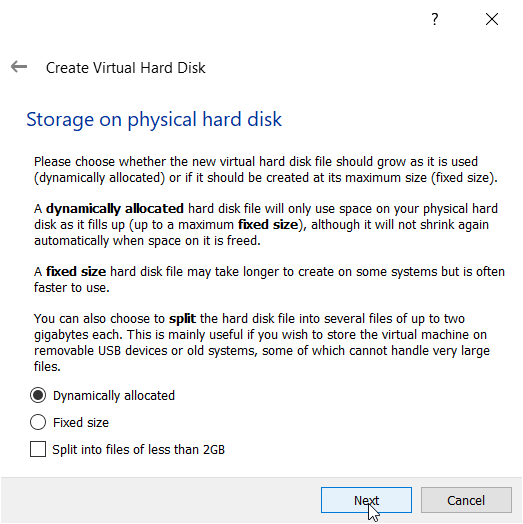 ?
Create Virtual Hard Disk
Storage on physical hard disk
Please choose whether the new virtual hard disk file should grow as it is used
(dynamically allocated) or if it should be created at its maximum size (fixed size).
A dynamically allocated hard disk file will only use space on your physical hard
disk as it fills up (up to a maximum fixed size), although it will not shrink again
automatically when space on it is freed.
A fixed size hard disk file may take longer to create on some systems but is often
faster to use.
You can also choose to split the hard disk file into several files of up to two
gigabytes each. This is mainly useful if you wish to store the virtual machine on
removable USB devices or old systems, some of which cannot handle very large
files.
Dynamically allocated
Fixed size
Split into files of less than 2GB
Next Cancel